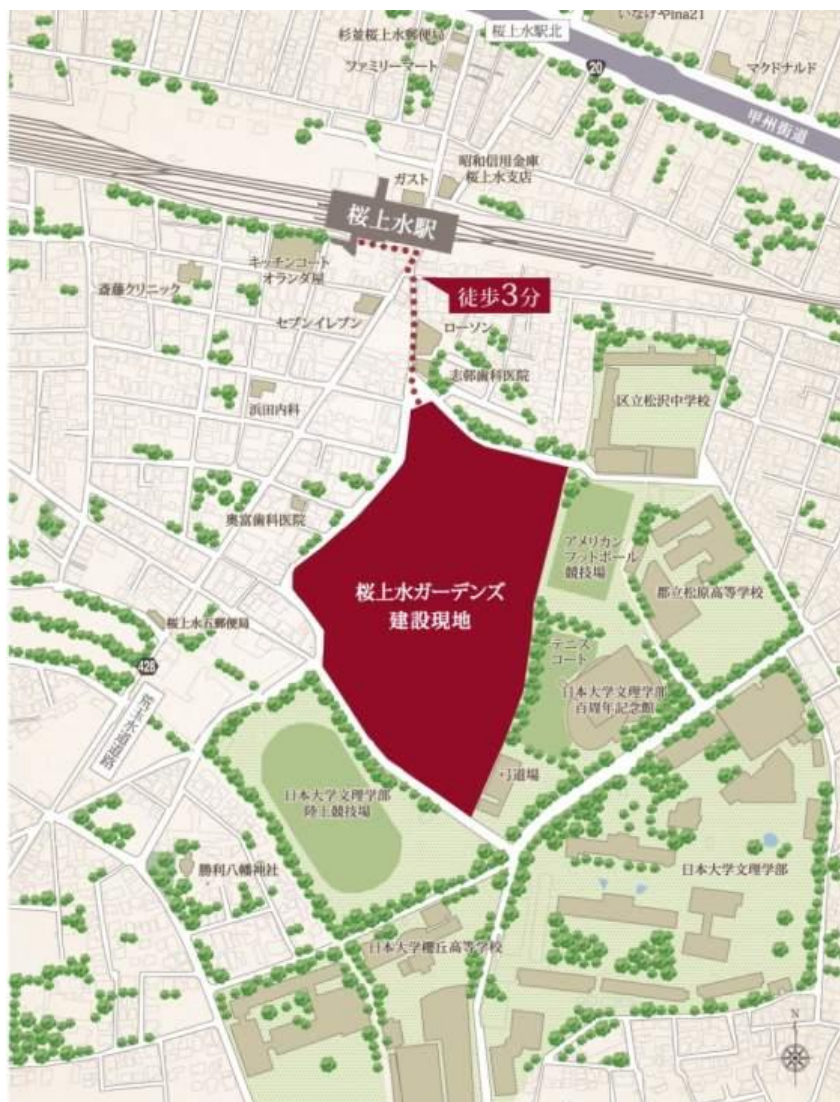 いなげやina21
杉並桜上水郵便局
桜上水駅北
ファミリーマート
20
マクドナルド
甲州街道
昭和信用金庫
桜上水支店
ガスト
桜上水駅
キッチンコート
オランダ屋
斎藤クリニック
徒歩3分
セブンイレブン
ローソン
志邨歯科医院
区立松沢中学校
浜田内科
奥富歯科医院
アメリカン
フットボール
競技場
桜上水ガーデンズ
建設現地
都立松原高等学校
桜上水五郵便局
テニス
コート
428
日本大学文理学部
百周年記念館
荒玉水道道路
弓道場
日本大学文理学部
陸上競技場
勝利八幡神社
日本大学文理学部
日本大学櫻丘高等学校
N